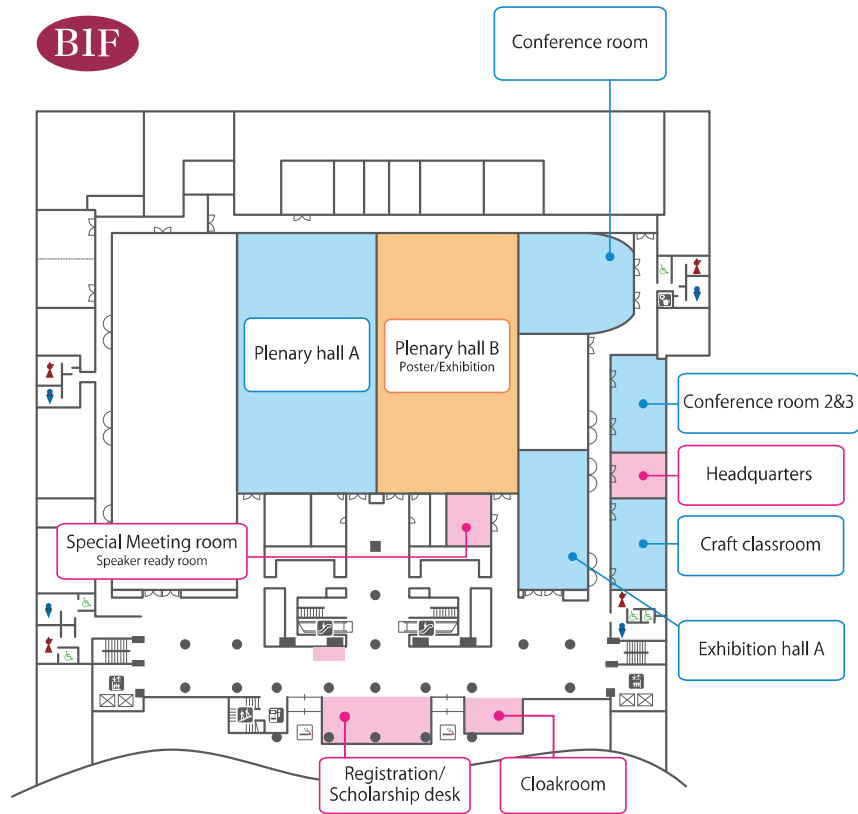 B1F
Conference room
Plenary hall A
Plenary hall B
Poster/Exhibition
Conference room 2&3
Headquarters
Special Meeting room
Speaker ready room
Craft classroom
Exhibition hall A
Registration/
Scholarship desk
Cloakroom